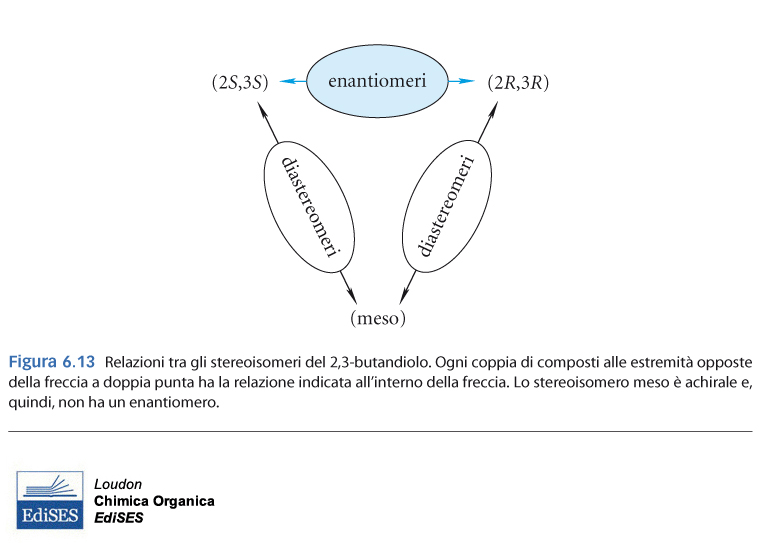 (2S,3S)
enantiomeri
(2R,3R)
diastereomeri
diastereomeri
(meso)
Figura 6.13 Relazioni tra gli stereoisomeri del 2,3-butandiolo. Ogni coppia di composti alle estremità opposte
della freccia a doppia punta ha la relazione indicata all’interno della freccia. Lo stereoisomero meso è achirale e,
quindi, non ha un enantiomero.
EdiSES
Loudon
Chimica Organica
EdiSES